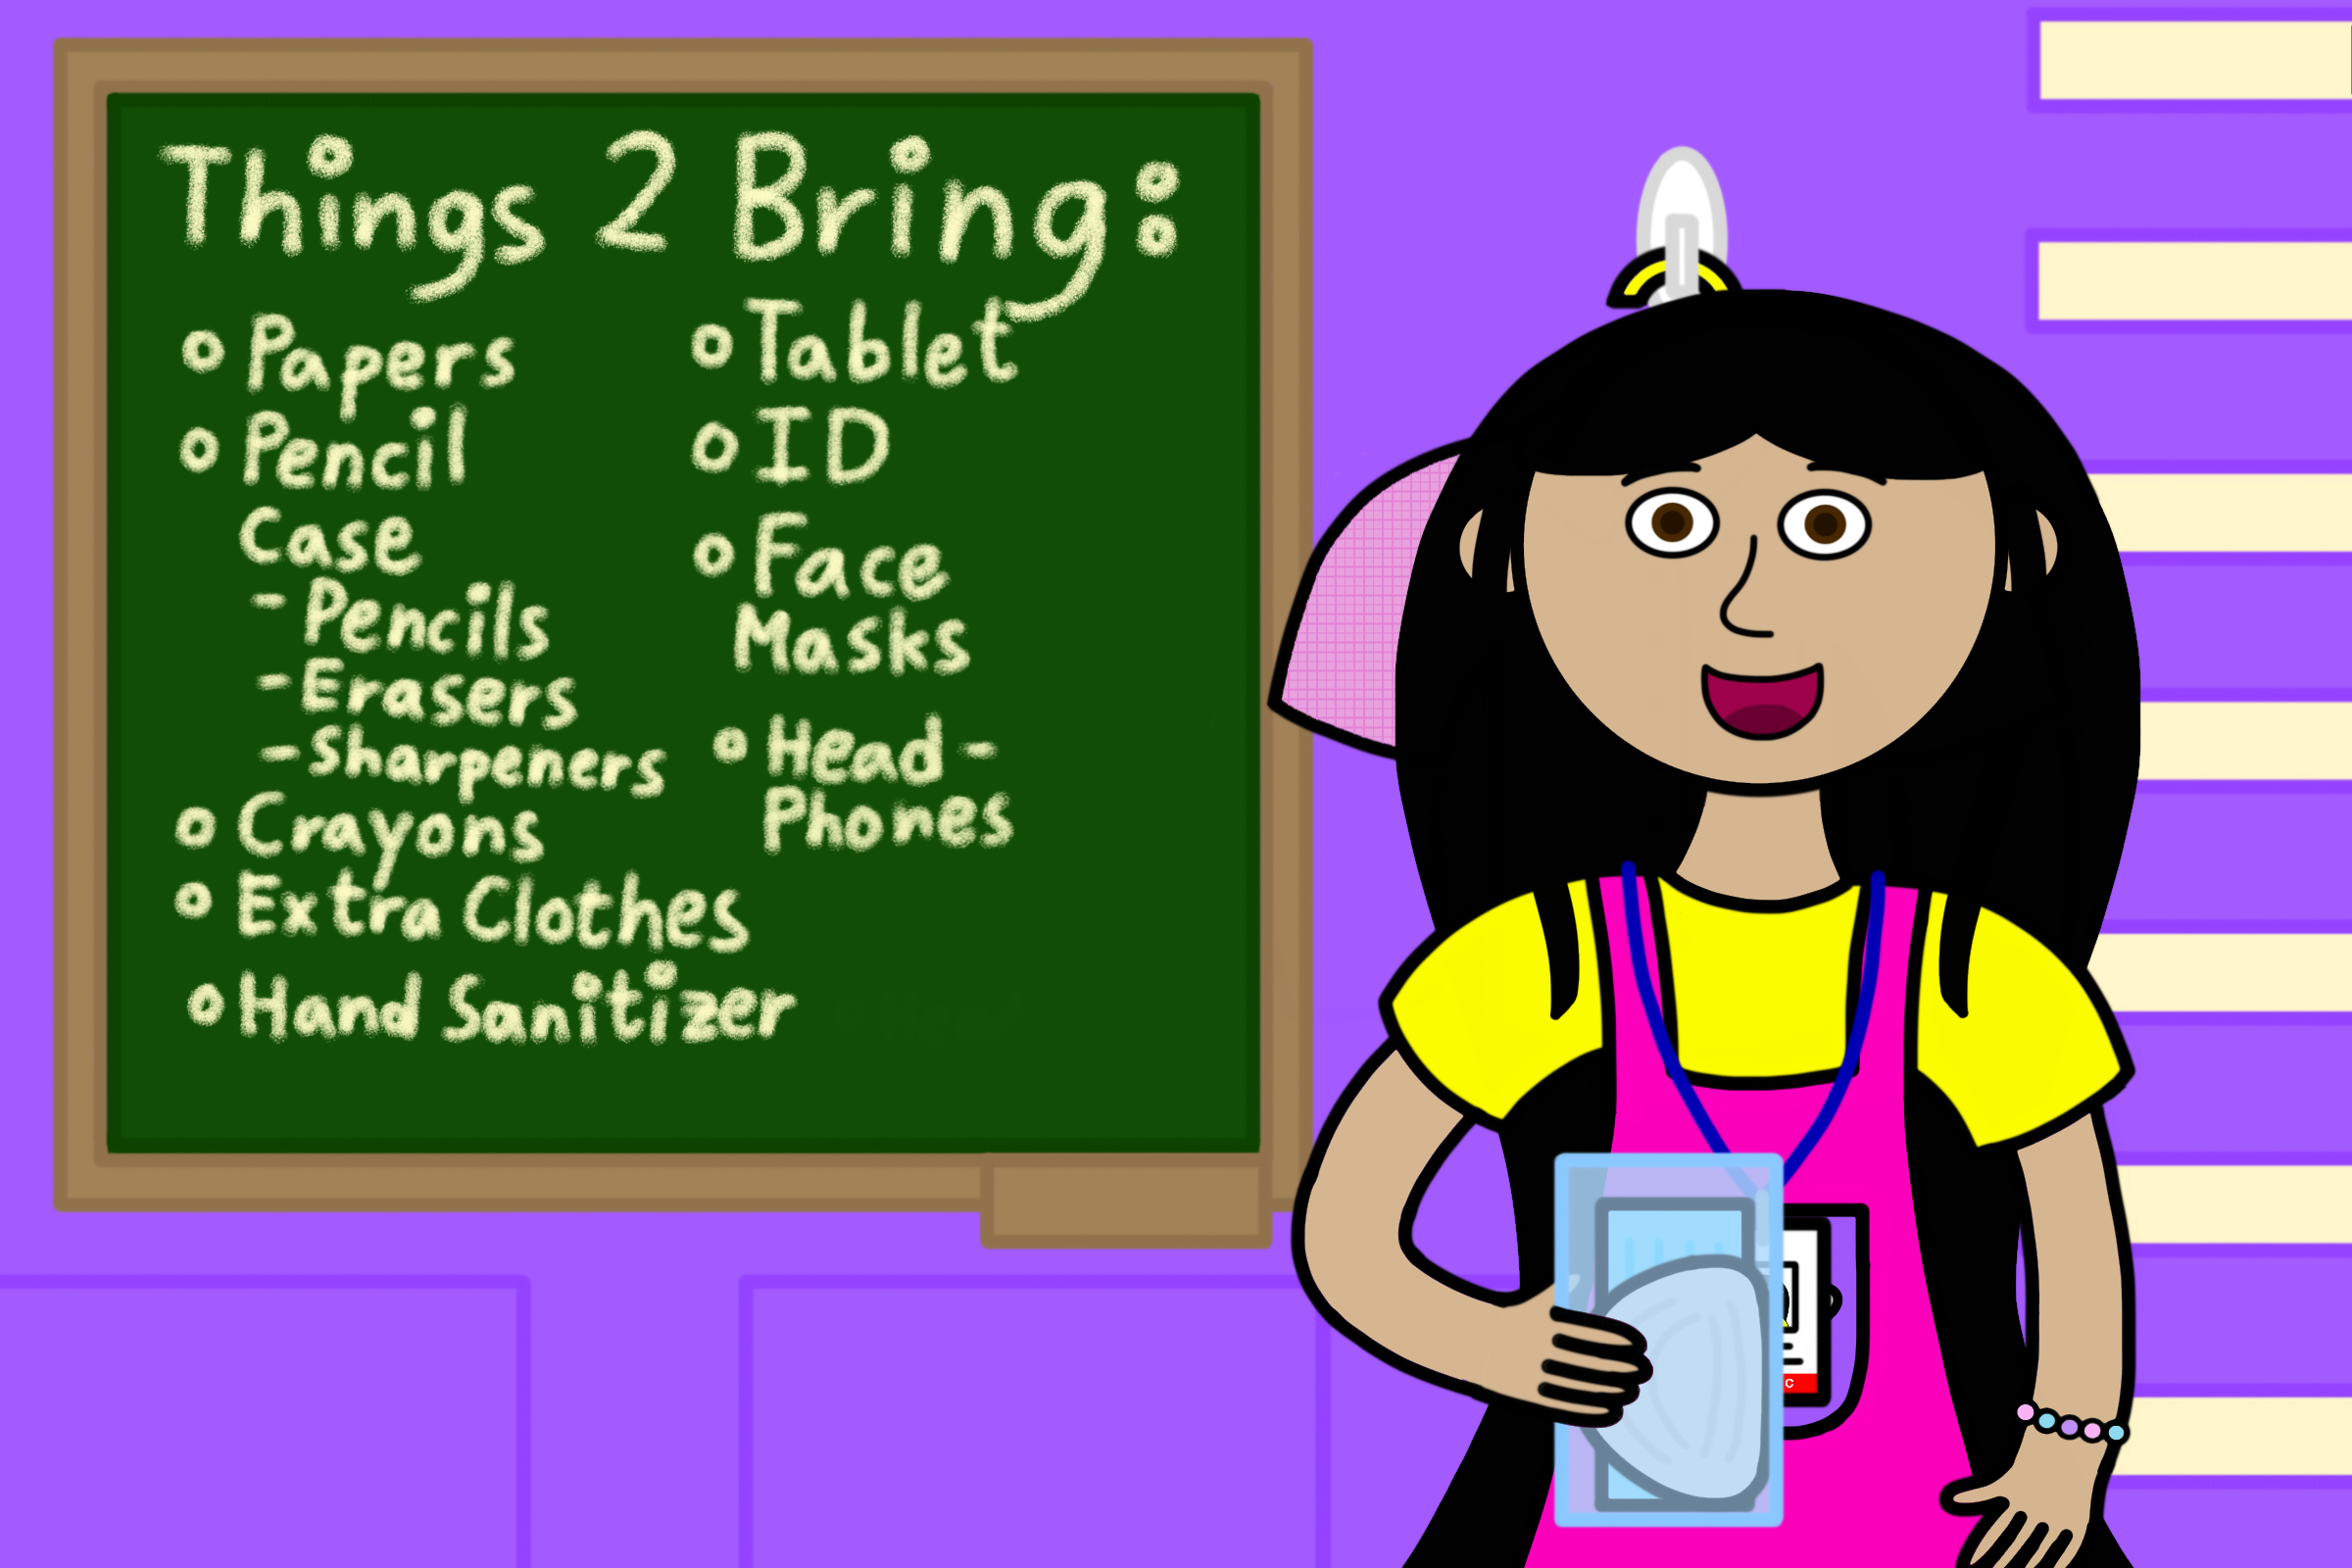 Things 2 Bring:
o Papers
o Pencil
Case
- Pencils
- Erasers
- Sharpeners
o Crayons
o Extra Clothes
o Hand Sanitizer
o Tablet
o ID
o Face
Masks
o Head-
Phones
C